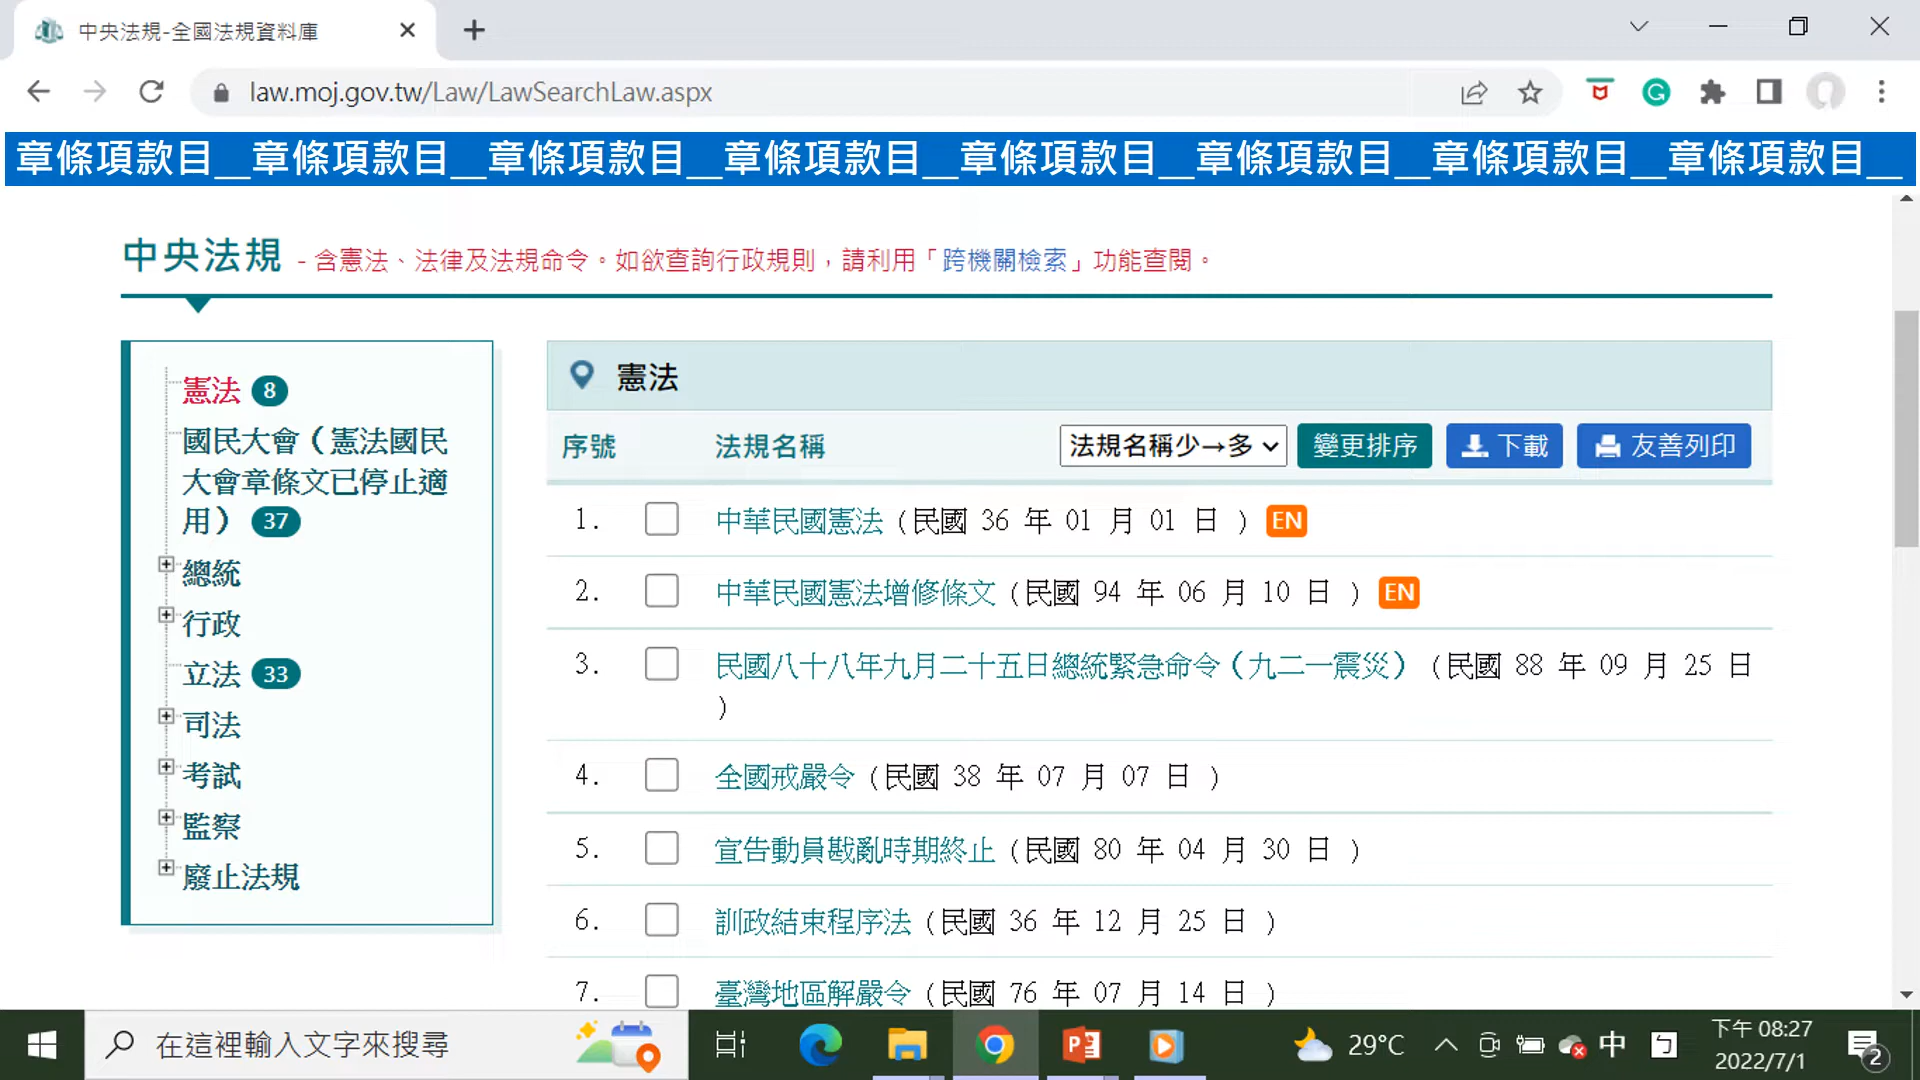 中央法規-全國法規資料庫
law.moj.gov.tw/Law/LawSearchLaw.aspx
章條項款目__章條項款目__章條項款目__章條項款目__章條項款目__章條項款目__章條項款目__章條項款目__
中央法規 - 含憲法、法律及法規命令。如欲查詢行政規則，請利用「跨機關檢索」功能查閱。
憲法 8
國民大會（憲法國民
大會章條文已停止適
用） 37
總統
行政
立法 33
司法
考試
監察
廢止法規
憲法
序號 法規名稱 法規名稱少→多 變更排序 下載 友善列印
1. 中華民國憲法（民國 36 年 01 月 01 日 ） EN
2. 中華民國憲法增修條文（民國 94 年 06 月 10 日 ） EN
3. 民國八十八年九月二十五日總統緊急命令（九二一震災）（民國 88 年 09 月 25 日
）
4. 全國戒嚴令（民國 38 年 07 月 07 日 ）
5. 宣告動員戡亂時期終止（民國 80 年 04 月 30 日 ）
6. 訓政結束程序法（民國 36 年 12 月 25 日 ）
7. 臺灣地區解嚴令（民國 76 年 07 月 14 日 ）
在這裡輸入文字來搜尋
29°C
中
ㄅ
下午 08:27
2022/7/1
2